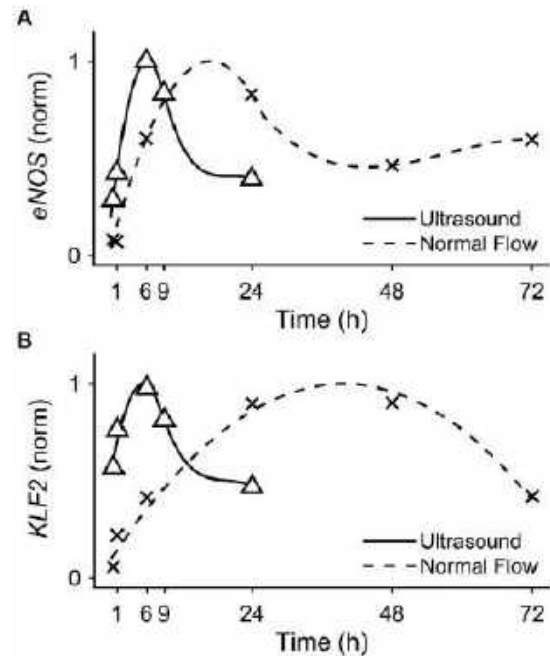 A
1
eNOS (norm)
0
Ultrasound
Normal Flow
1 6 9 24 48 72
Time (h)
B
1
KLF2 (norm)
0
Ultrasound
Normal Flow
1 6 9 24 48 72
Time (h)